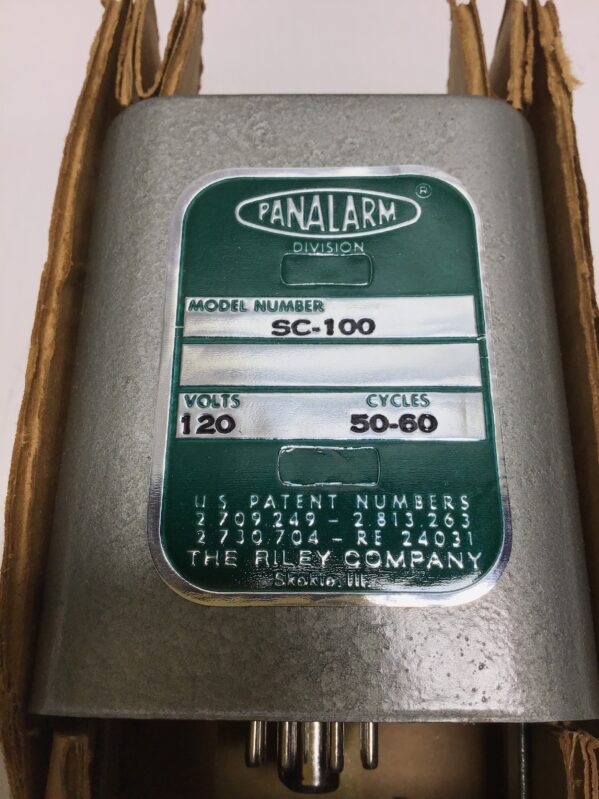 PANALARM ®
DIVISION
MODEL NUMBER
SC-100
VOLTS CYCLES
120 50-60
U.S. PATENT NUMBERS
2.709.249 - 2.813.263
2.730.704 - RE 24031
THE RILEY COMPANY
Skokie, Ill.